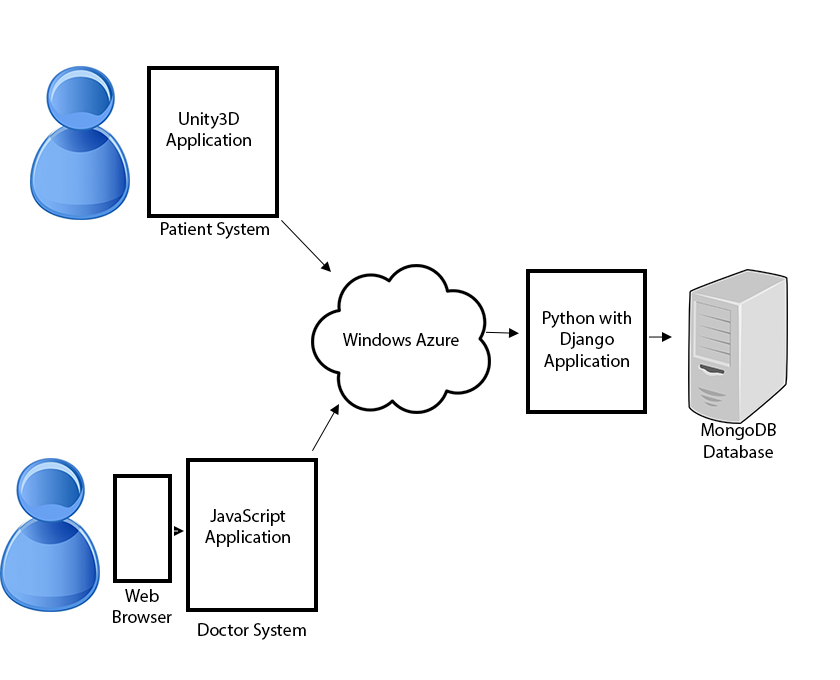 Unity3D
Application
Patient System
Windows Azure
Python with
Django
Application
MongoDB
Database
JavaScript
Application
Web
Browser
Doctor System